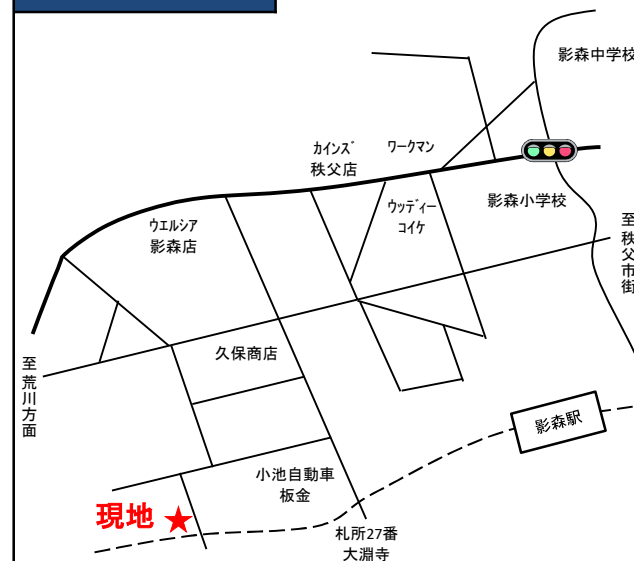 影森中学校
カインズ
秩父店
ワークマン
ウエルシア
影森店
ウッディー
コイケ
影森小学校
至秩父市街
至荒川方面
久保商店
影森駅
小池自動車
板金
現地 ★
札所27番
大淵寺